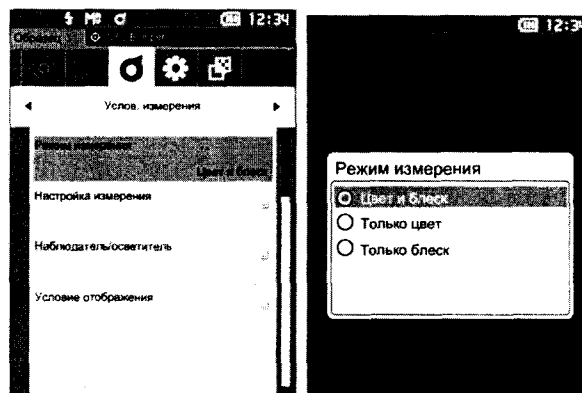 12:34
Услов. измерения
Режим измерения
Цвет и блеск
Настройка измерения
Наблюдатель/осветитель
Условие отображения
12:34
Режим измерения
Цвет и блеск
Только цвет
Только блеск